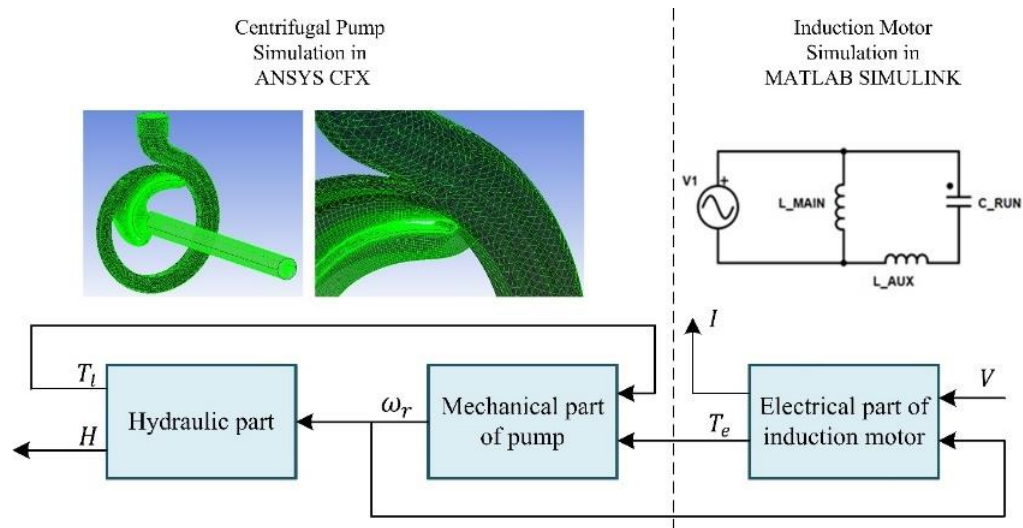 Centrifugal Pump
Simulation in
ANSYS CFX
Induction Motor
Simulation in
MATLAB SIMULINK
V1
+
L_MAIN
C_RUN
L_AUX
T_l
H
Hydraulic part
ω_r
Mechanical part
of pump
T_e
I
Electrical part of
induction motor
V